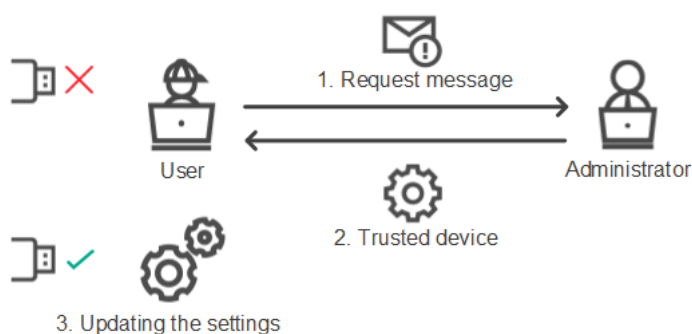 1. Request message
User
Administrator
2. Trusted device
3. Updating the settings